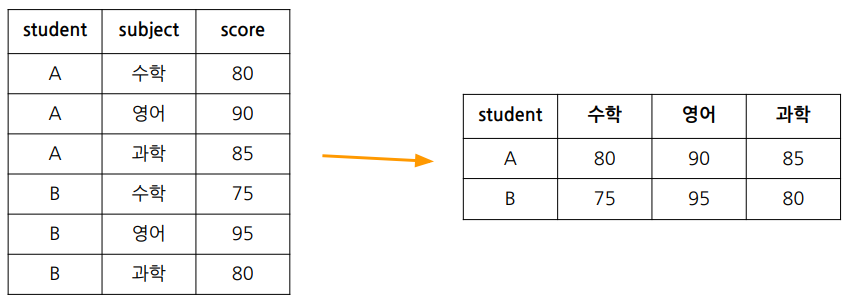 student subject score
A 수학 80
A 영어 90
A 과학 85
B 수학 75
B 영어 95
B 과학 80
student 수학 영어 과학
A 80 90 85
B 75 95 80